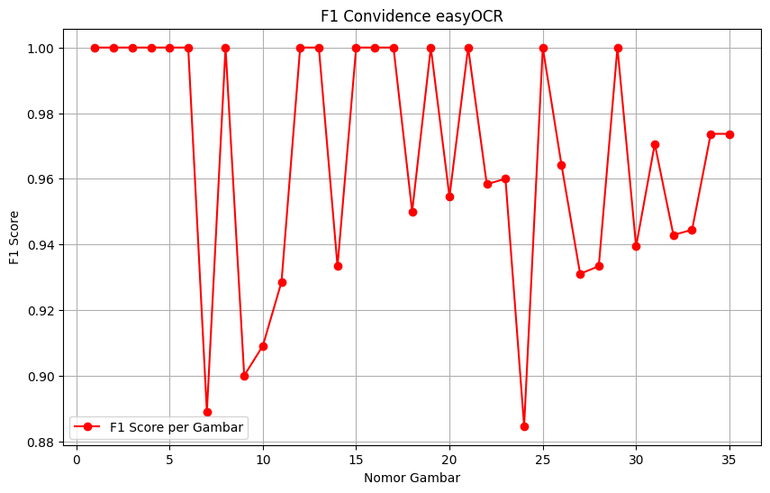 F1 Convidence easyOCR
1.00
0.98
0.96
0.94
0.92
0.90
0.88
F1 Score
F1 Score per Gambar
0 5 10 15 20 25 30 35
Nomor Gambar